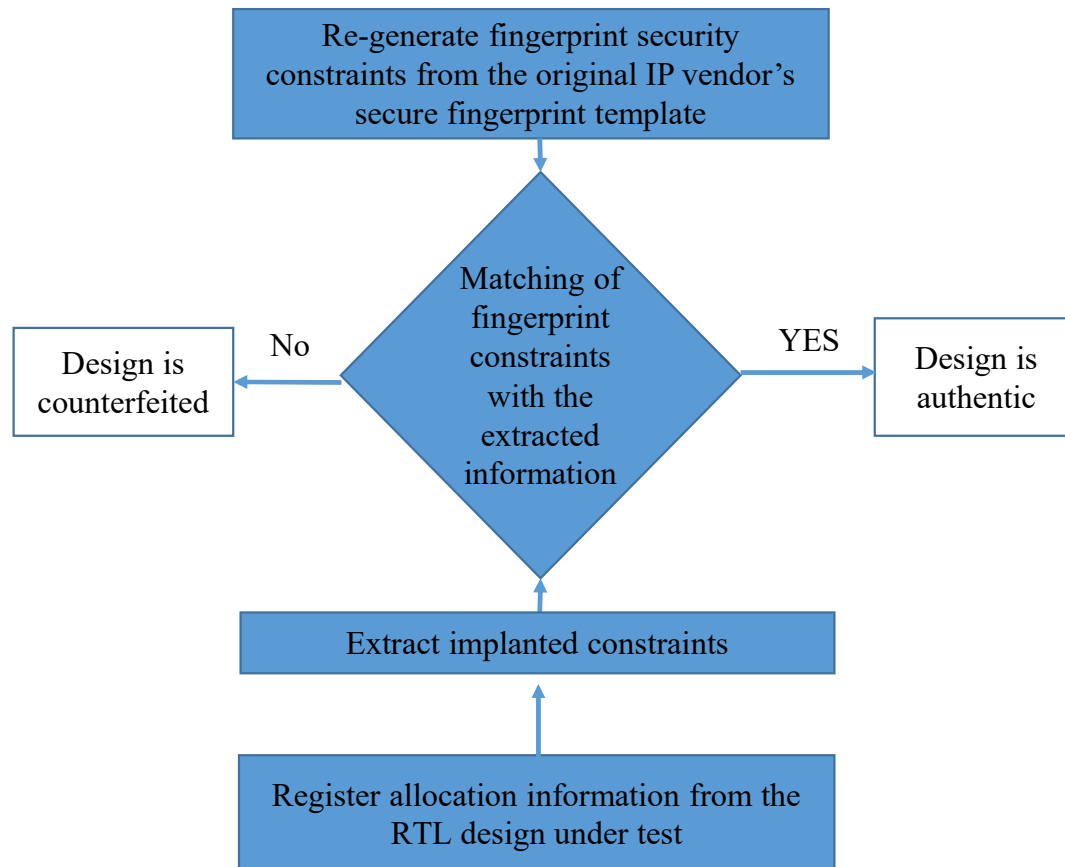 Re-generate fingerprint security
constraints from the original IP vendor’s
secure fingerprint template
Matching of
fingerprint
constraints
with the
extracted
information
No
Design is
counterfeited
YES
Design is
authentic
Extract implanted constraints
Register allocation information from the
RTL design under test